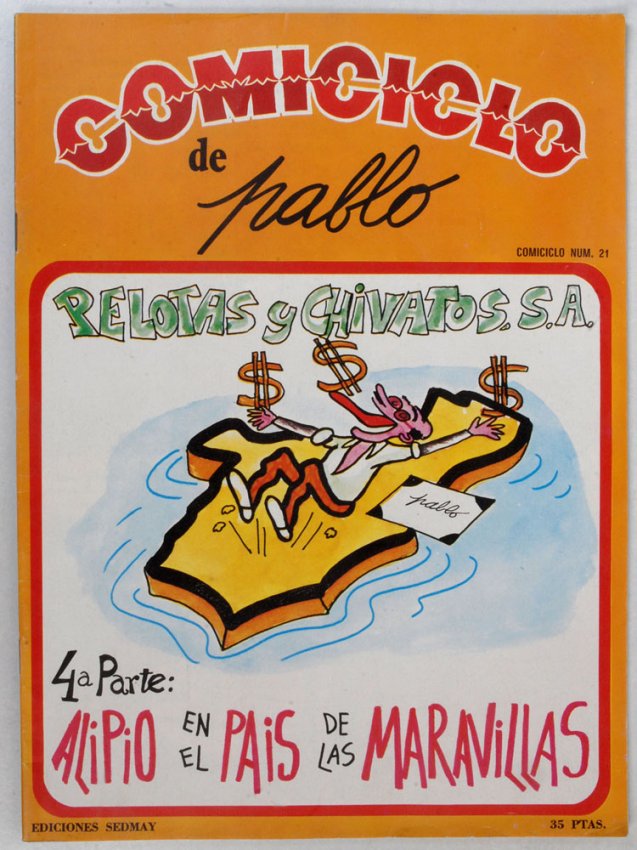 COMICICLO
de
pablo
COMICICLO NUM. 21
PELOTAS y CHIVATOS, S.A.
$ $ $
pablo
4a Parte:
ALIPIO EN EL PAIS DE LAS MARAVILLAS
EDICIONES SEDMAY 35 PTAS.